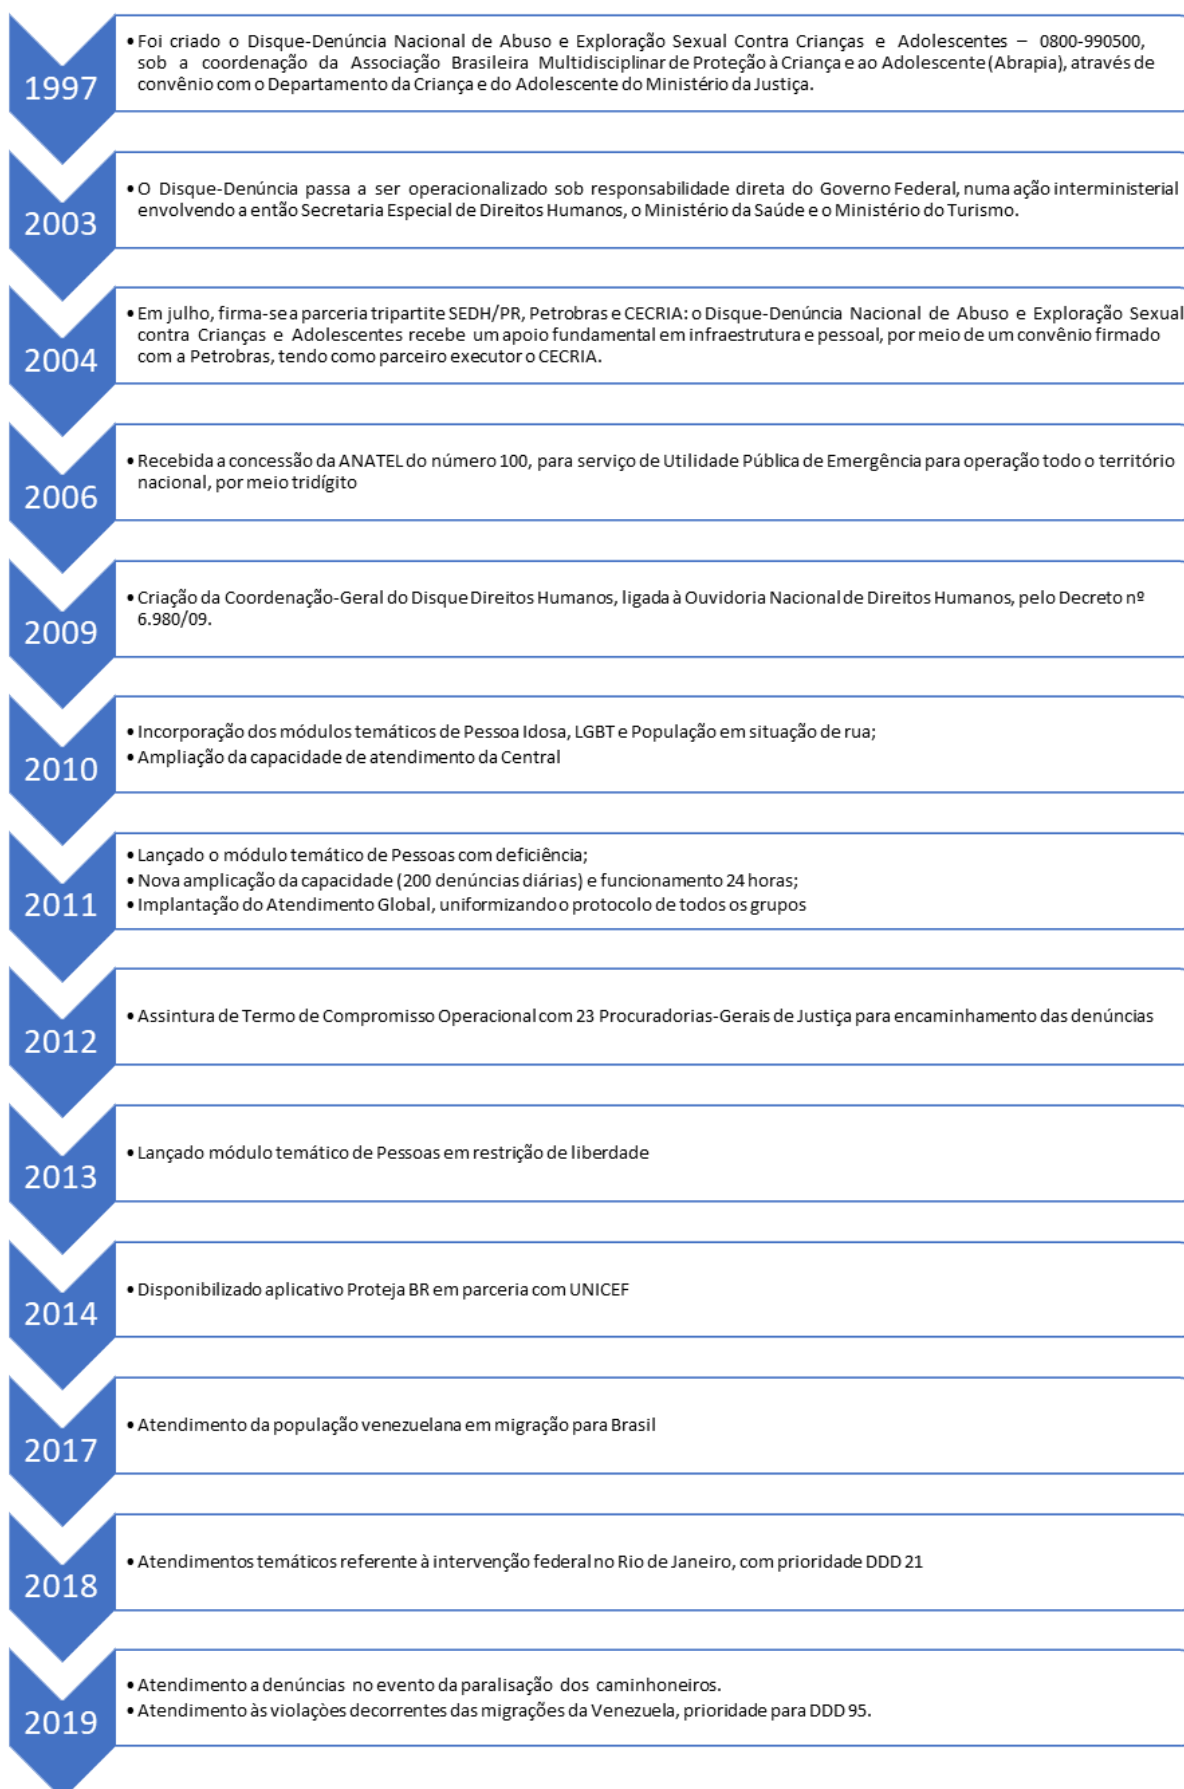 1997
• Foi criado o Disque-Denúncia Nacional de Abuso e Exploração Sexual Contra Crianças e Adolescentes – 0800-990500,
sob a coordenação da Associação Brasileira Multidisciplinar de Proteção à Criança e ao Adolescente (Abrapia), através de
convênio com o Departamento da Criança e do Adolescente do Ministério da Justiça.
2003
• O Disque-Denúncia passa a ser operacionalizado sob responsabilidade direta do Governo Federal, numa ação interministerial
envolvendo a então Secretaria Especial de Direitos Humanos, o Ministério da Saúde e o Ministério do Turismo.
2004
• Em julho, firma-se a parceria tripartite SEDH/PR, Petrobras e CECRIA: o Disque-Denúncia Nacional de Abuso e Exploração Sexual
contra Crianças e Adolescentes recebe um apoio fundamental em infraestrutura e pessoal, por meio de um convênio firmado
com a Petrobras, tendo como parceiro executor o CECRIA.
2006
• Recebida a concessão da ANATEL do número 100, para serviço de Utilidade Pública de Emergência para operação todo o território
nacional, por meio tridígito
2009
• Criação da Coordenação-Geral do Disque Direitos Humanos, ligada à Ouvidoria Nacional de Direitos Humanos, pelo Decreto nº
6.980/09.
2010
• Incorporação dos módulos temáticos de Pessoa Idosa, LGBT e População em situação de rua;
• Ampliação da capacidade de atendimento da Central
2011
• Lançado o módulo temático de Pessoas com deficiência;
• Nova amplicação da capacidade (200 denúncias diárias) e funcionamento 24 horas;
• Implantação do Atendimento Global, uniformizando o protocolo de todos os grupos
2012
• Assintura de Termo de Compromisso Operacional com 23 Procuradorias-Gerais de Justiça para encaminhamento das denúncias
2013
• Lançado módulo temático de Pessoas em restrição de liberdade
2014
• Disponibilizado aplicativo Proteja BR em parceria com UNICEF
2017
• Atendimento da população venezuelana em migração para Brasil
2018
• Atendimentos temáticos referente à intervenção federal no Rio de Janeiro, com prioridade DDD 21
2019
• Atendimento a denúncias no evento da paralisação dos caminhoneiros.
• Atendimento às violaçòes decorrentes das migrações da Venezuela, prioridade para DDD 95.